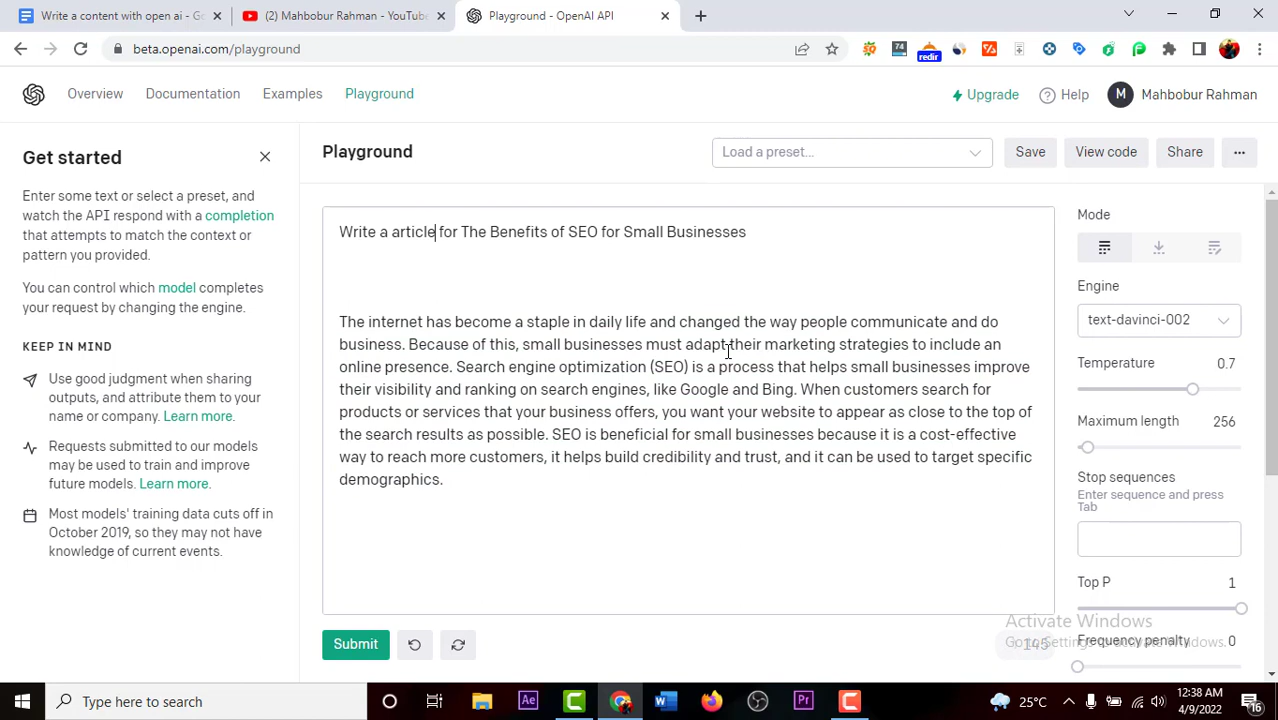 Write a content with open ai - G
(2) Mahbobur Rahman - YouTube
Playground - OpenAI API
beta.openai.com/playground
74
redir
Overview
Documentation
Examples
Playground
Upgrade
Help
M
Mahbobur Rahman
Get started
Enter some text or select a preset, and
watch the API respond with a completion
that attempts to match the context or
pattern you provided.
You can control which model completes
your request by changing the engine.
KEEP IN MIND
Use good judgment when sharing
outputs, and attribute them to your
name or company. Learn more.
Requests submitted to our models
may be used to train and improve
future models. Learn more.
Most models' training data cuts off in
October 2019, so they may not have
knowledge of current events.
Playground
Load a preset...
Save
View code
Share
Write a article for The Benefits of SEO for Small Businesses
The internet has become a staple in daily life and changed the way people communicate and do
business. Because of this, small businesses must adapt their marketing strategies to include an
online presence. Search engine optimization (SEO) is a process that helps small businesses improve
their visibility and ranking on search engines, like Google and Bing. When customers search for
products or services that your business offers, you want your website to appear as close to the top of
the search results as possible. SEO is beneficial for small businesses because it is a cost-effective
way to reach more customers, it helps build credibility and trust, and it can be used to target specific
demographics.
Submit
145
Mode
Engine
text-davinci-002
Temperature 0.7
Maximum length 256
Stop sequences
Enter sequence and press
Tab
Top P 1
Activate Windows
Go to Settings to activate Windows.
Frequency penalty 0
Type here to search
Ae
W
Pr
25°C
12:38 AM
4/9/2022
16